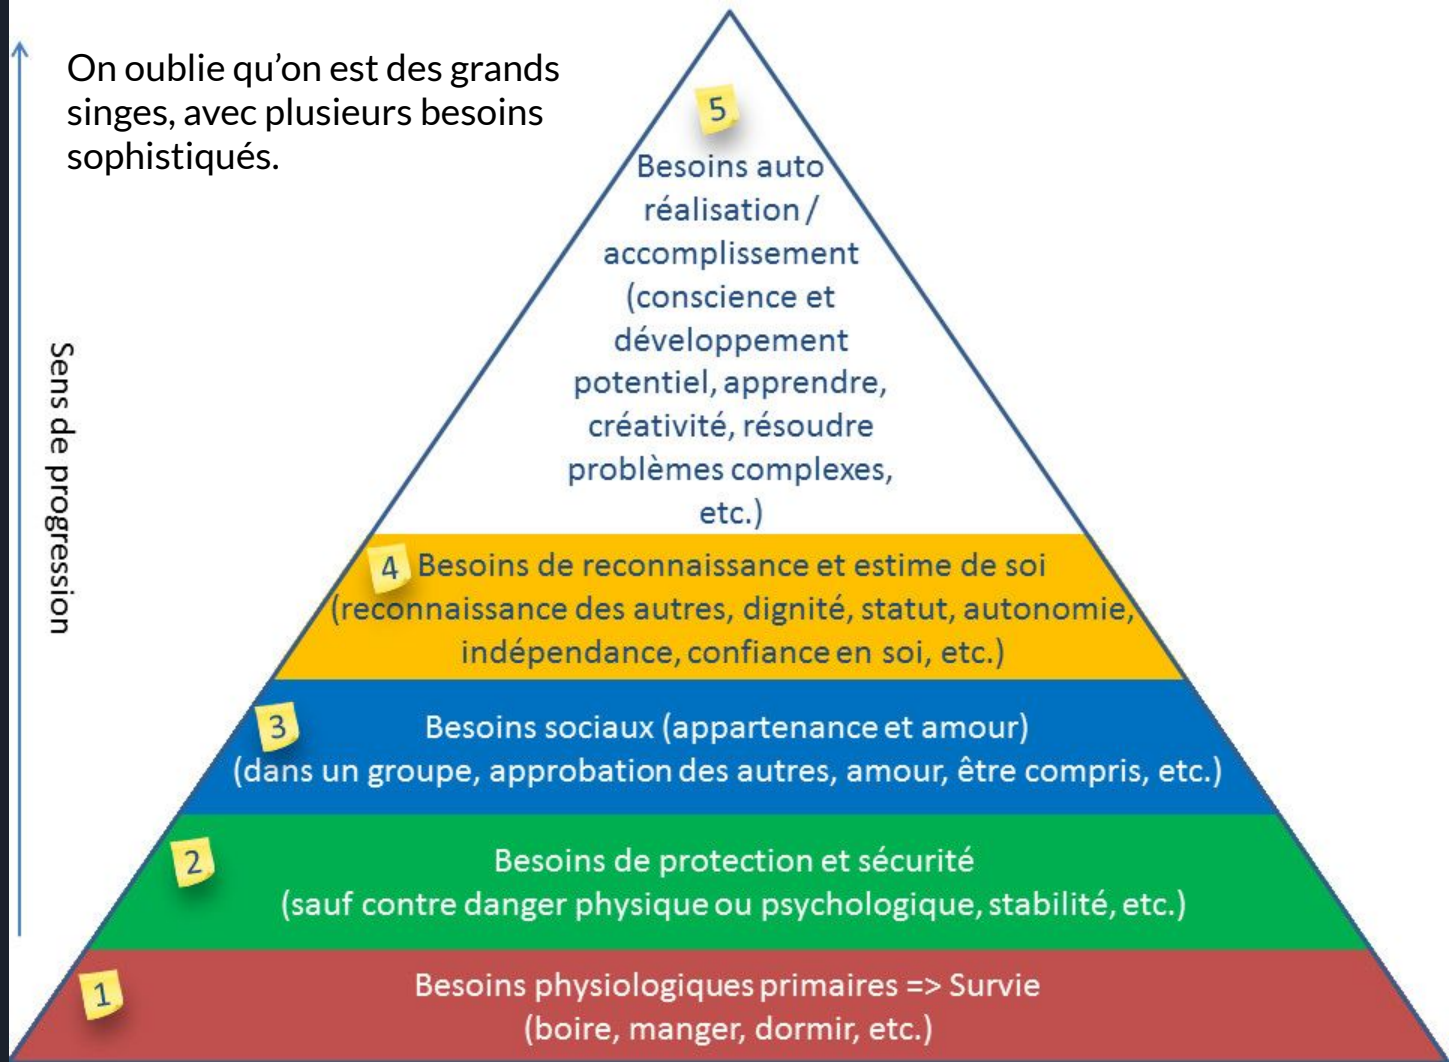 On oublie qu’on est des grands
singes, avec plusieurs besoins
sophistiqués.
Sens de progression
5
Besoins auto
réalisation /
accomplissement
(conscience et
développement
potentiel, apprendre,
créativité, résoudre
problèmes complexes,
etc.)
4
Besoins de reconnaissance et estime de soi
(reconnaissance des autres, dignité, statut, autonomie,
indépendance, confiance en soi, etc.)
3
Besoins sociaux (appartenance et amour)
(dans un groupe, approbation des autres, amour, être compris, etc.)
2
Besoins de protection et sécurité
(sauf contre danger physique ou psychologique, stabilité, etc.)
1
Besoins physiologiques primaires => Survie
(boire, manger, dormir, etc.)